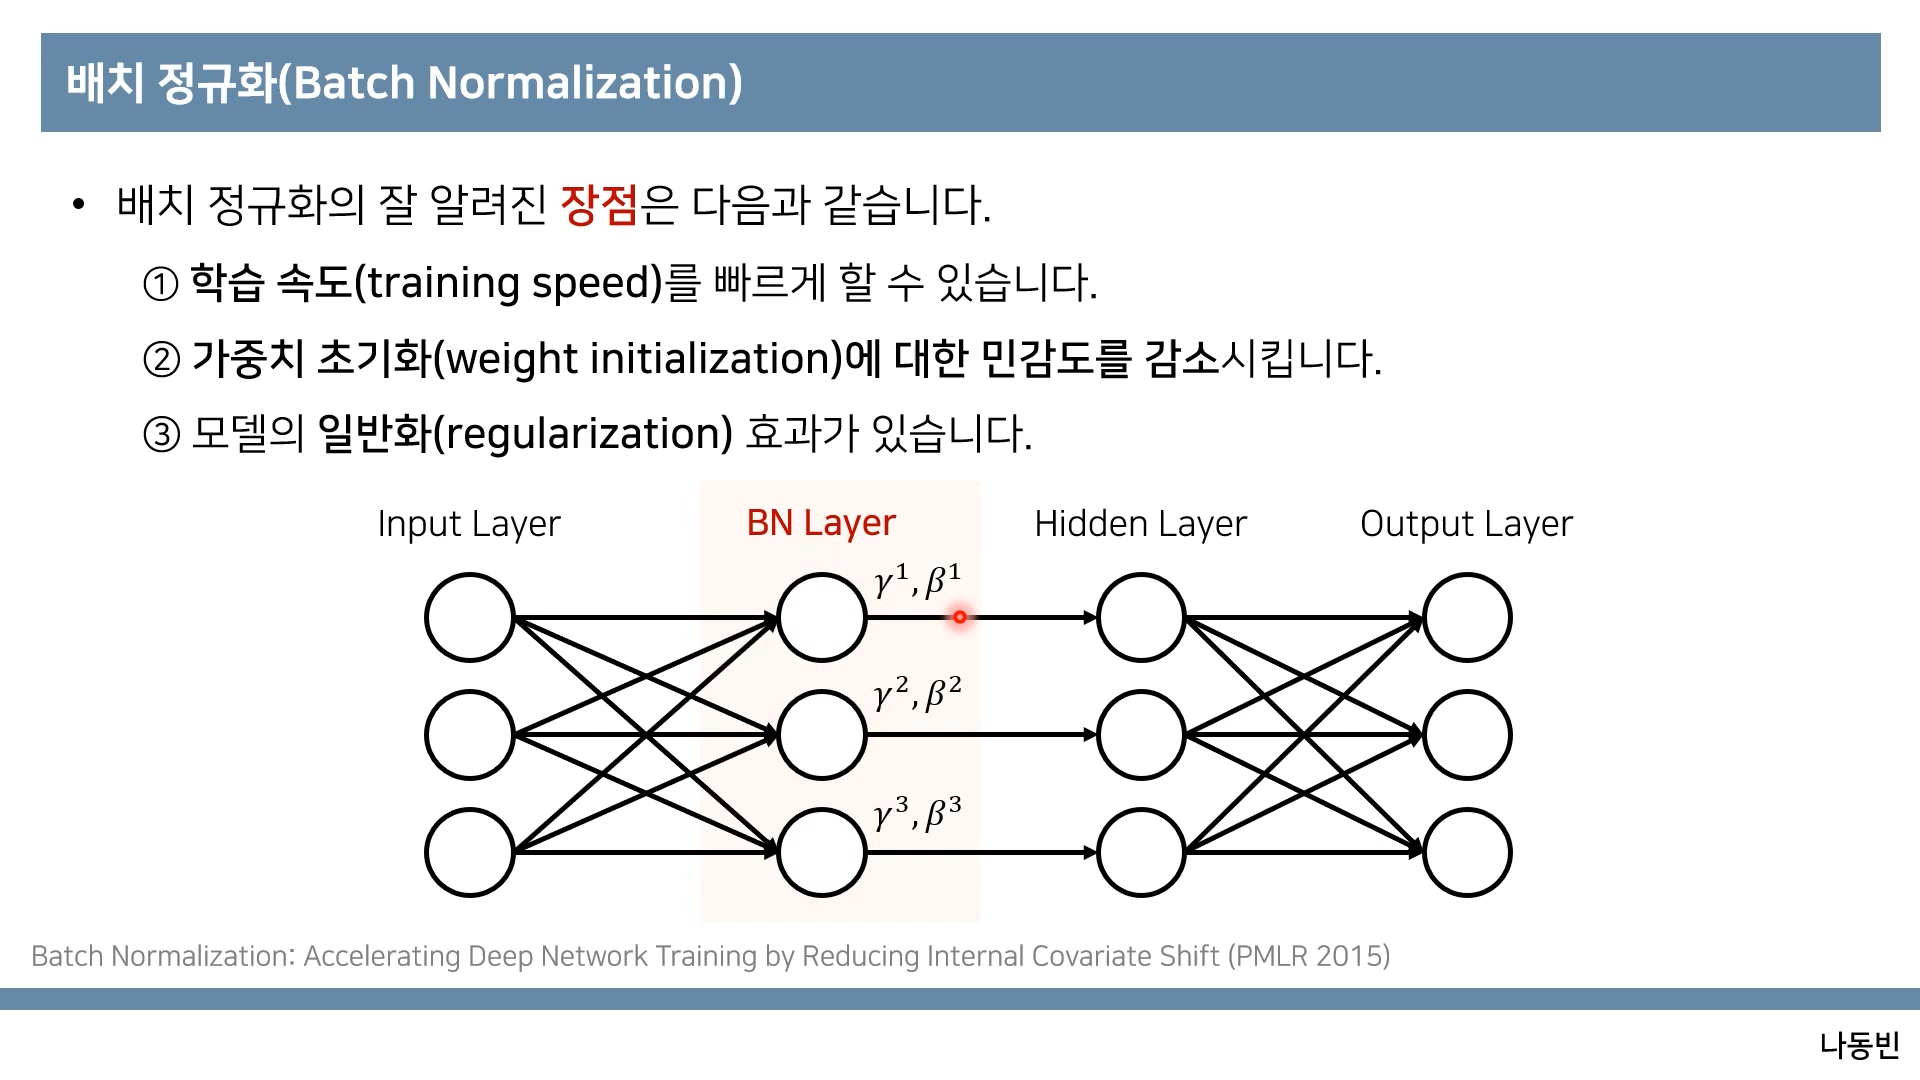 배치 정규화(Batch Normalization)
• 배치 정규화의 잘 알려진 장점은 다음과 같습니다.
① 학습 속도(training speed)를 빠르게 할 수 있습니다.
② 가중치 초기화(weight initialization)에 대한 민감도를 감소시킵니다.
③ 모델의 일반화(regularization) 효과가 있습니다.
Input Layer BN Layer Hidden Layer Output Layer
γ¹, β¹
γ², β²
γ³, β³
Batch Normalization: Accelerating Deep Network Training by Reducing Internal Covariate Shift (PMLR 2015)
나동빈